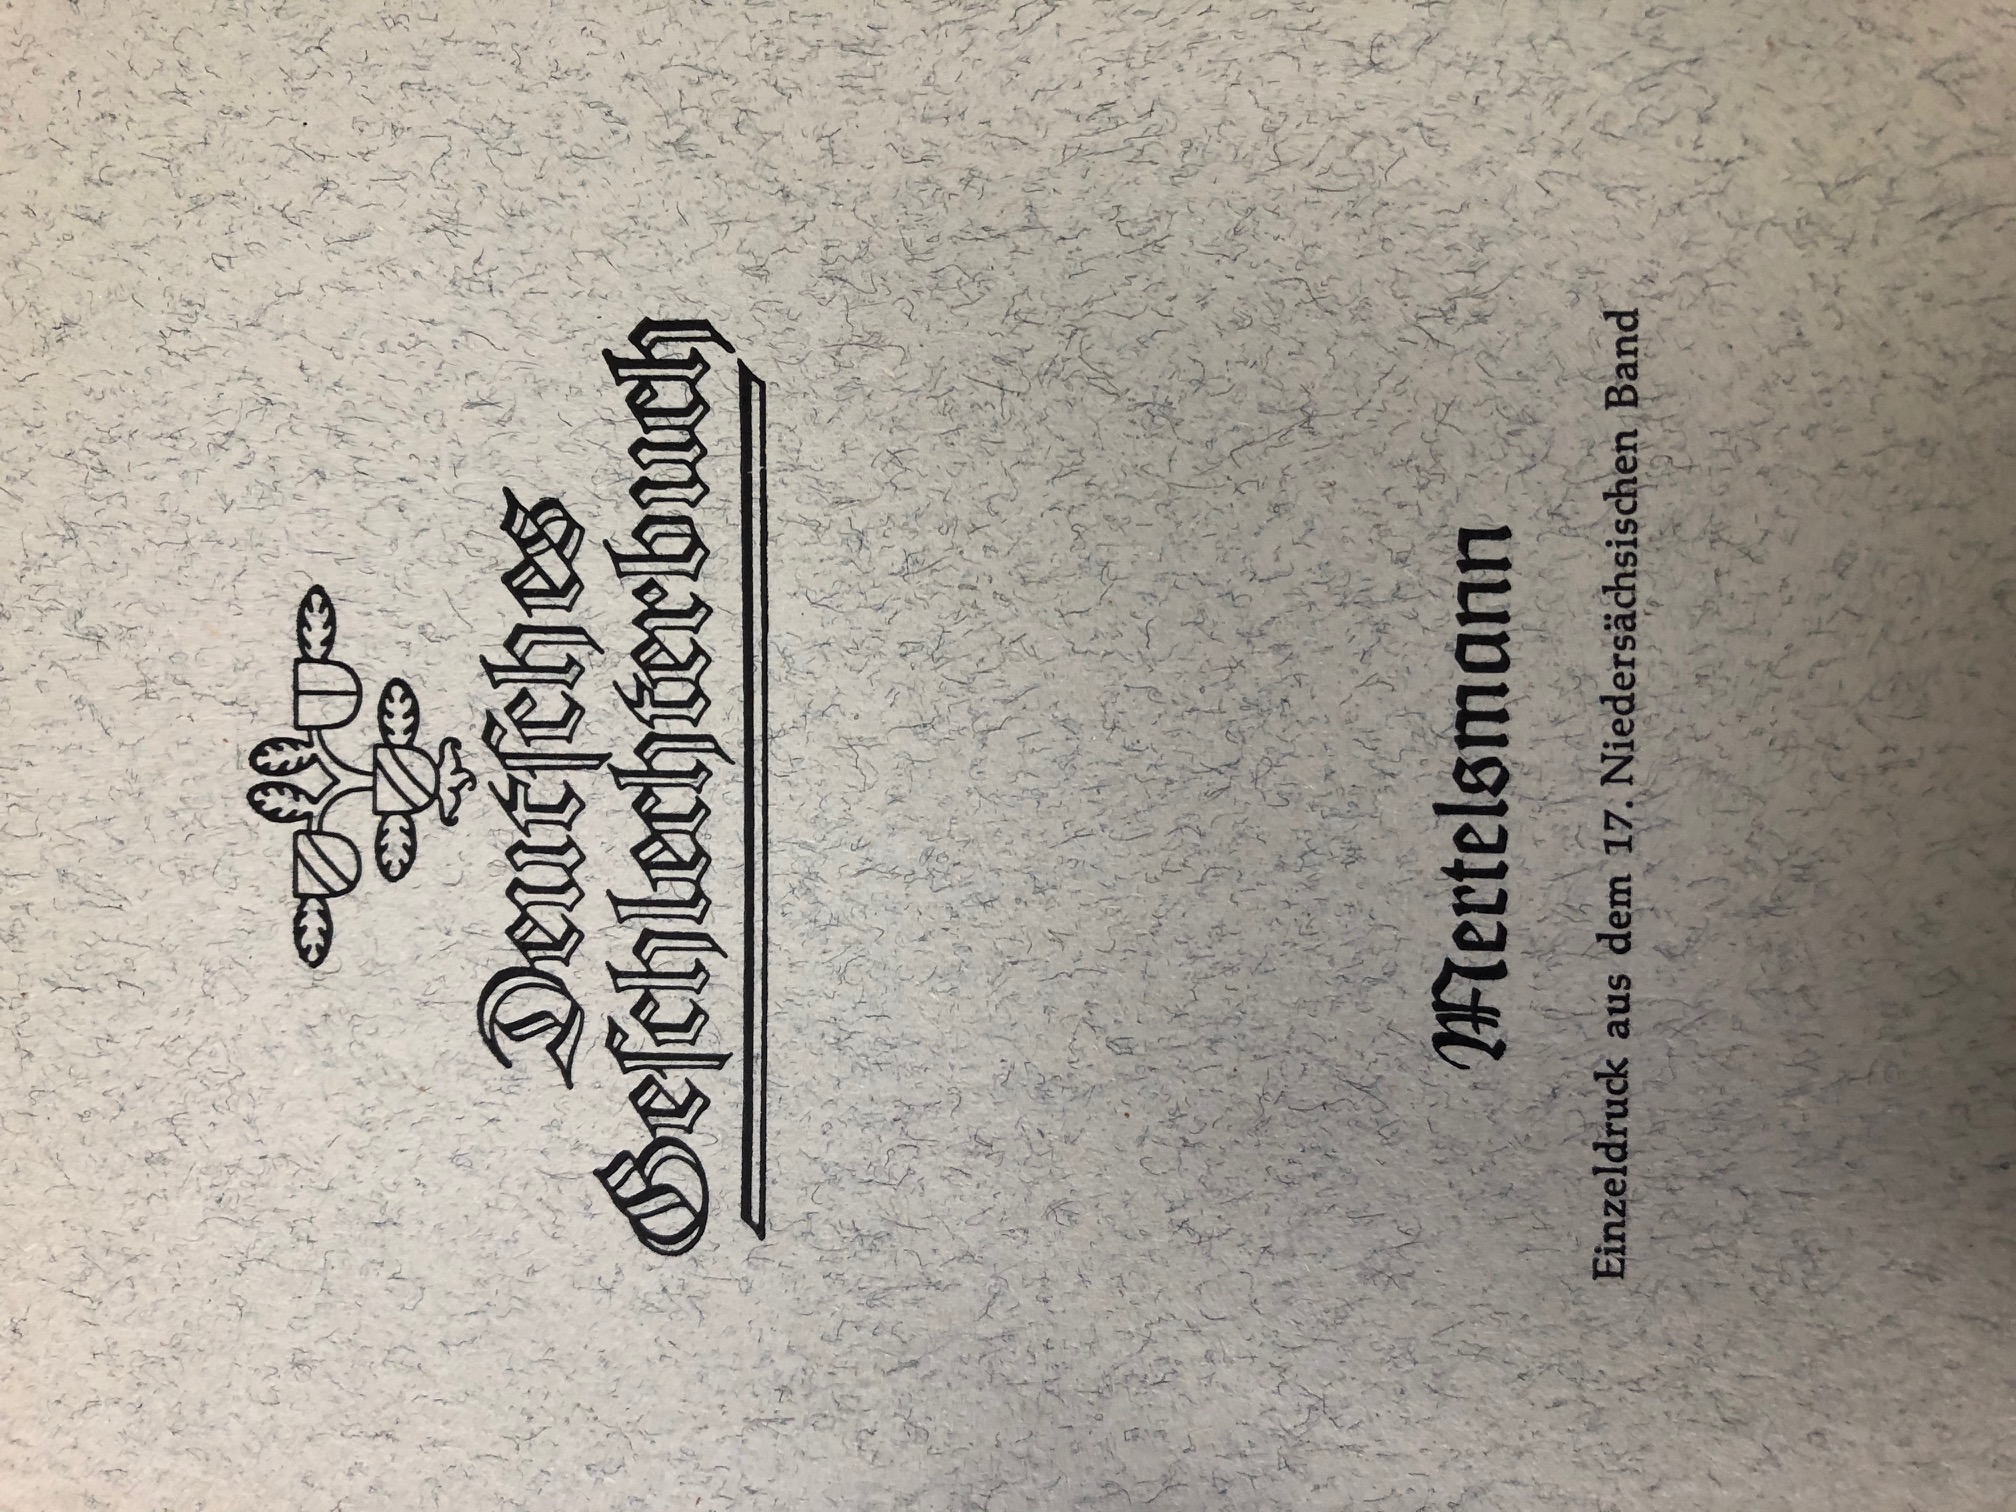 Deutſches
Geſchlechterbuch
Mertelsmann
Einzeldruck aus dem 17. Niedersächsischen Band